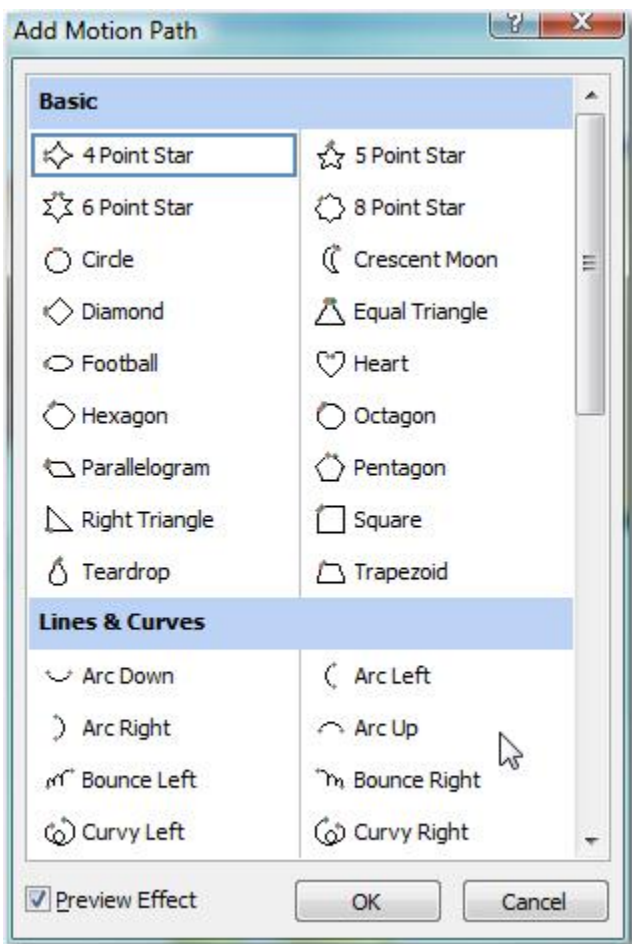 Add Motion Path
Basic
4 Point Star 5 Point Star
6 Point Star 8 Point Star
Circle Crescent Moon
Diamond Equal Triangle
Football Heart
Hexagon Octagon
Parallelogram Pentagon
Right Triangle Square
Teardrop Trapezoid
Lines & Curves
Arc Down Arc Left
Arc Right Arc Up
Bounce Left Bounce Right
Curvy Left Curvy Right
Preview Effect OK Cancel